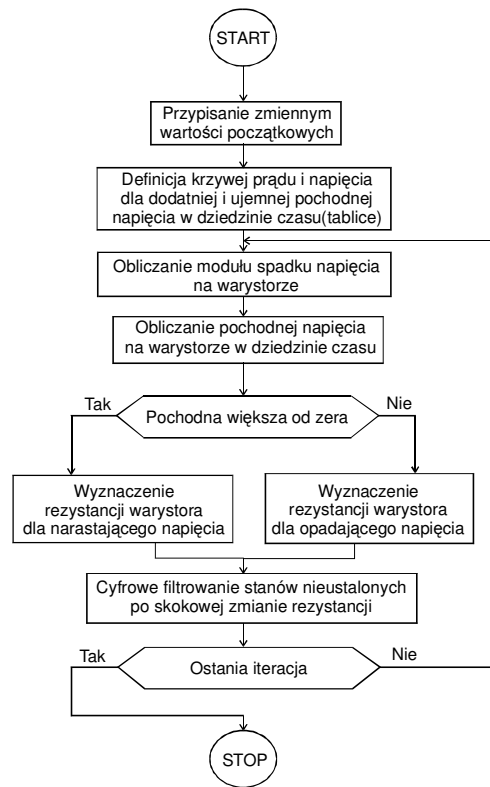 START
Przypisanie zmiennym
wartości początkowych
Definicja krzywej prądu i napięcia
dla dodatniej i ujemnej pochodnej
napięcia w dziedzinie czasu(tablice)
Obliczanie modułu spadku napięcia
na warystorze
Obliczanie pochodnej napięcia
na warystorze w dziedzinie czasu
Tak
Pochodna większa od zera
Nie
Wyznaczenie
rezystancji warystora
dla narastającego napięcia
Wyznaczenie
rezystancji warystora
dla opadającego napięcia
Cyfrowe filtrowanie stanów nieustalonych
po skokowej zmianie rezystancji
Tak
Ostania iteracja
Nie
STOP